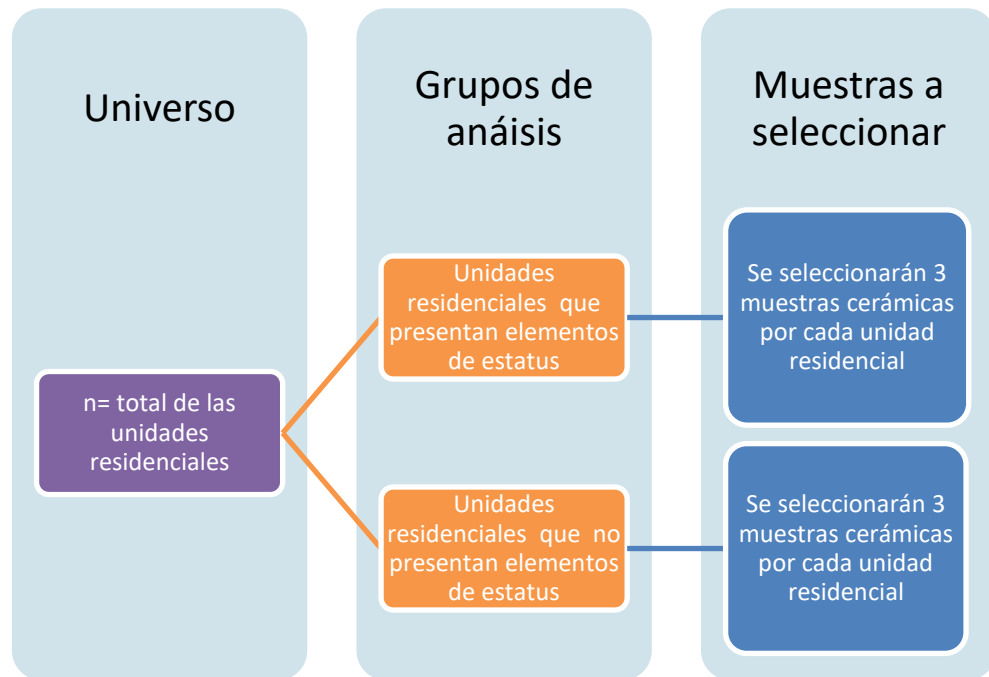 Universo
Grupos de
anáisis
Muestras a
seleccionar
n= total de las
unidades
residenciales
Unidades
residenciales que
presentan elementos
de estatus
Se seleccionarán 3
muestras cerámicas
por cada unidad
residencial
Unidades
residenciales que no
presentan elementos
de estatus
Se seleccionarán 3
muestras cerámicas
por cada unidad
residencial